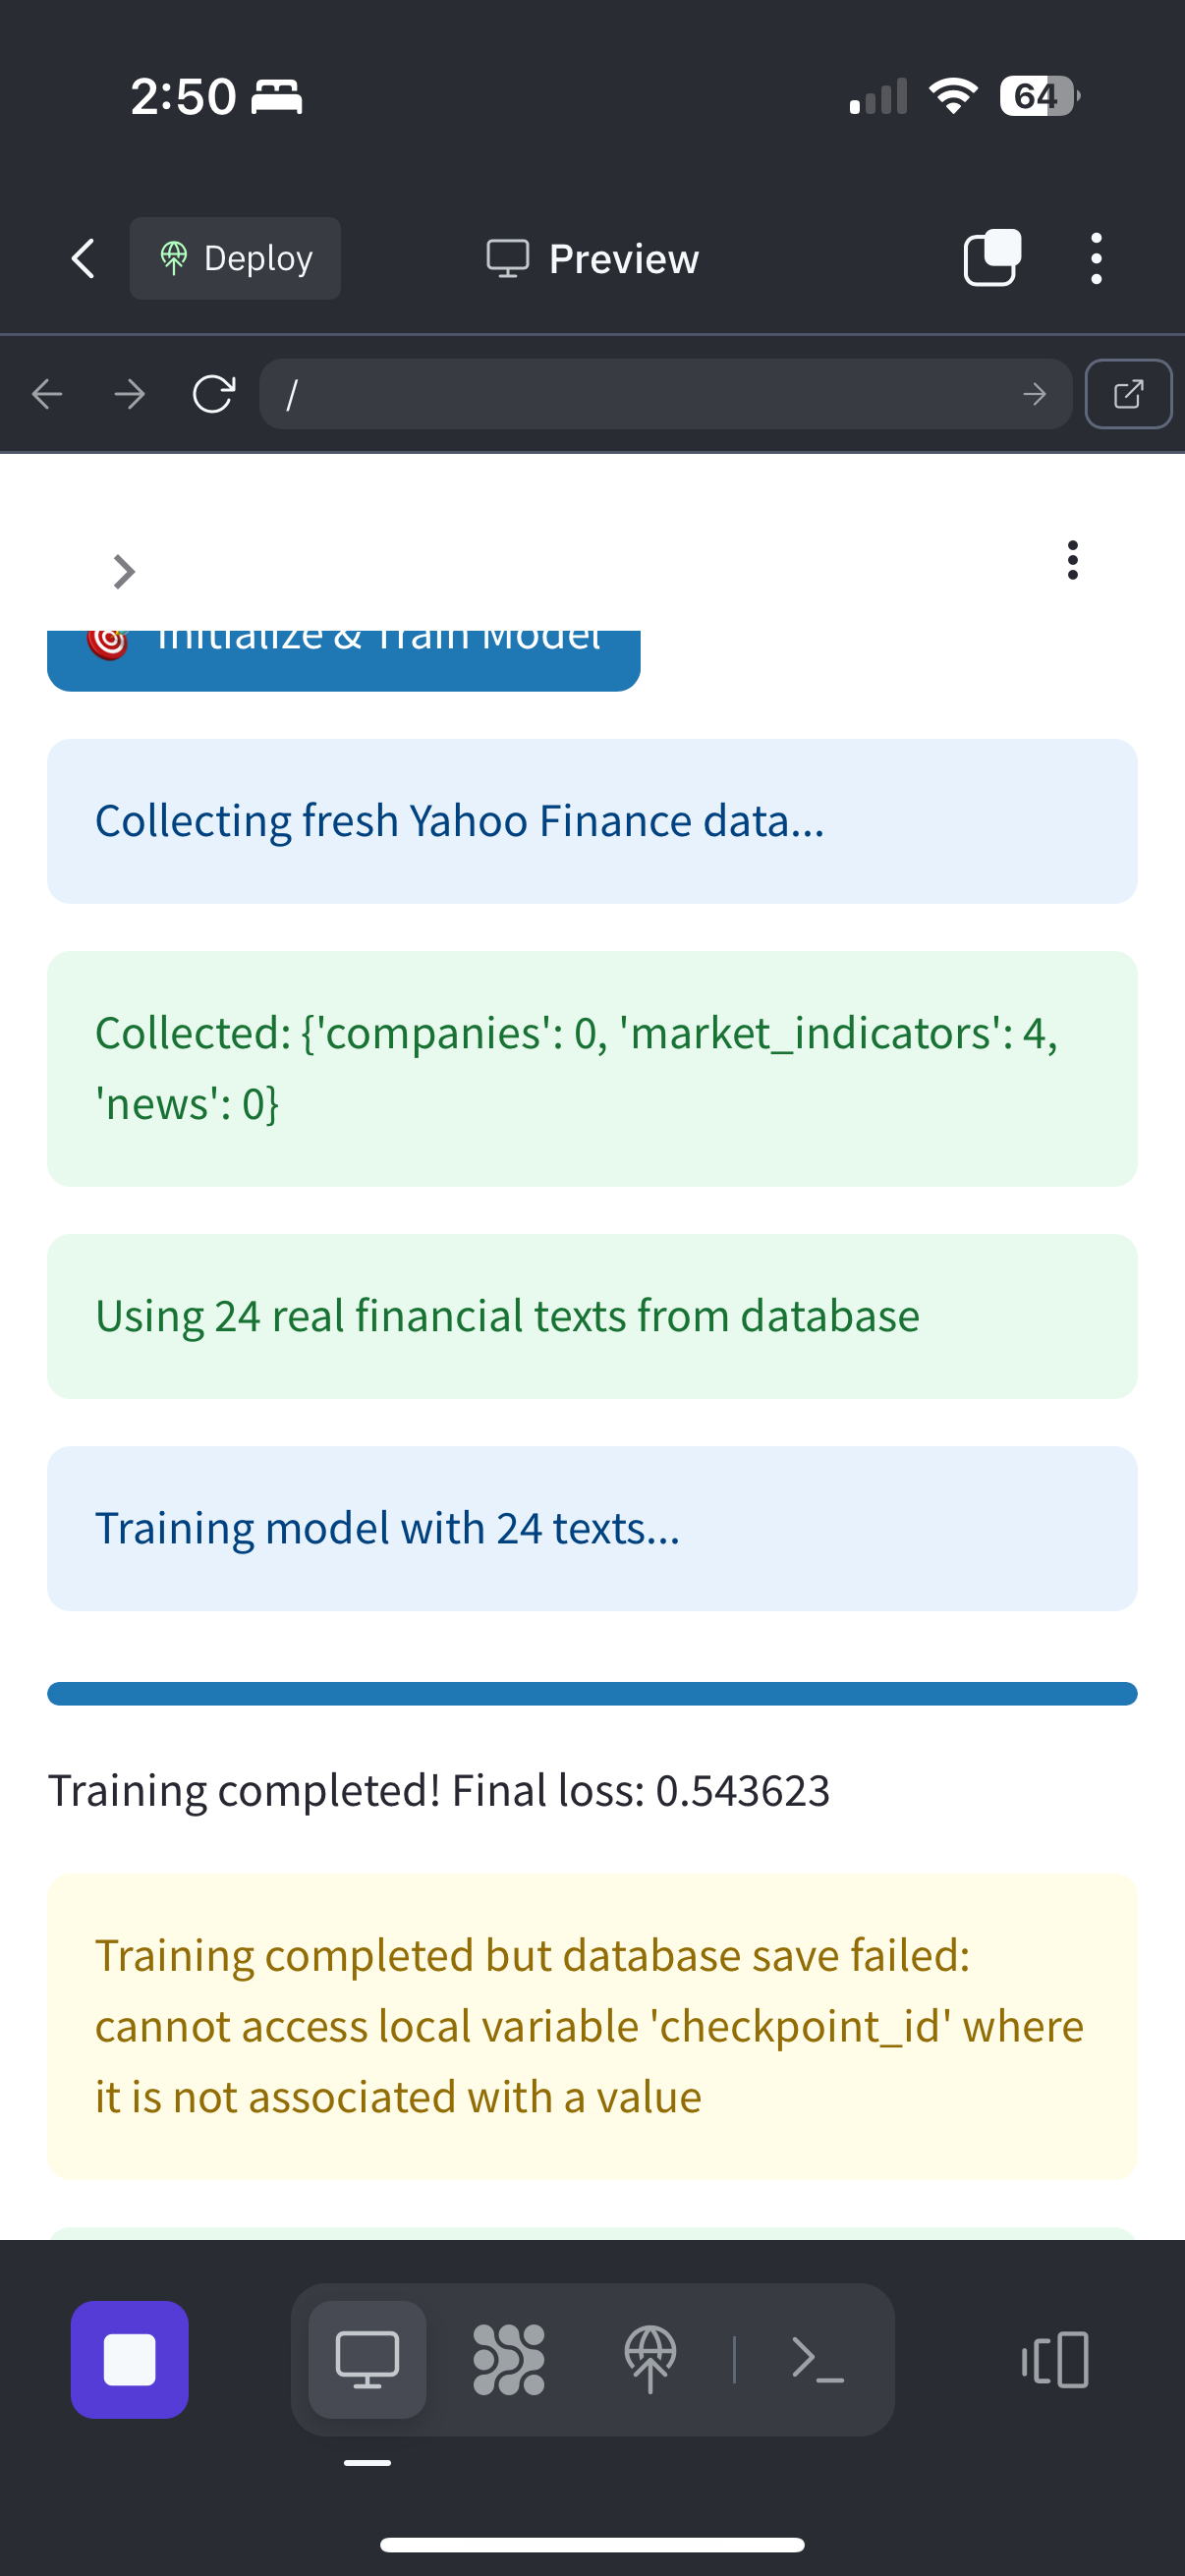 2:50
64
Deploy
Preview
/
Initialize & Train Model
Collecting fresh Yahoo Finance data...
Collected: {'companies': 0, 'market_indicators': 4,
'news': 0}
Using 24 real financial texts from database
Training model with 24 texts...
Training completed! Final loss: 0.543623
Training completed but database save failed:
cannot access local variable 'checkpoint_id' where
it is not associated with a value